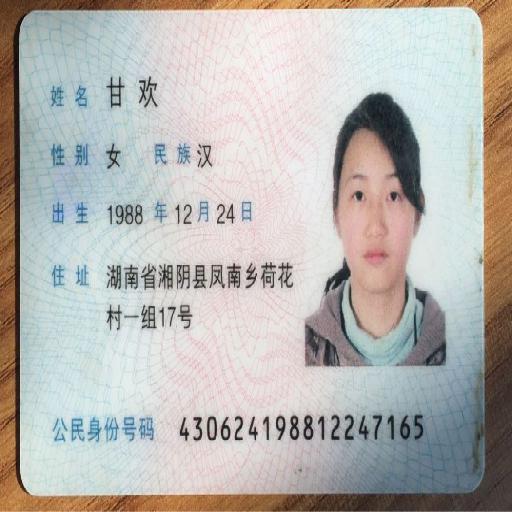 姓名 甘欢
性别 女 民族 汉
出生 1988 年 12 月 24 日
住址 湖南省湘阴县凤南乡荷花
村一组17号
公民身份号码 430624198812247165